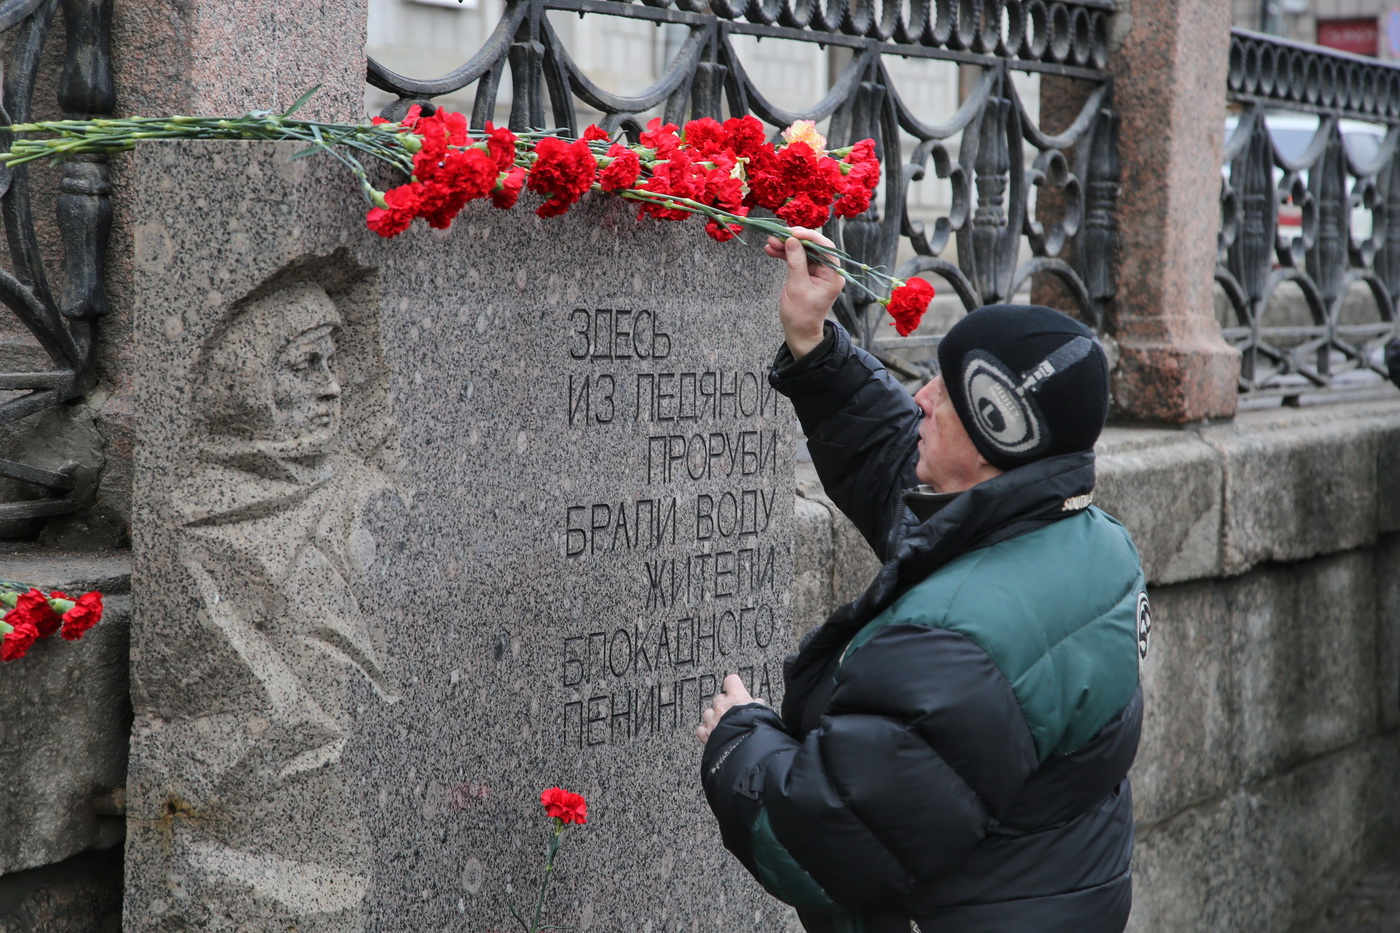 ЗДЕСЬ
ИЗ ЛЕДЯНОЙ
ПРОРУБИ
БРАЛИ ВОДУ
ЖИТЕЛИ
БЛОКАДНОГО
ЛЕНИНГРАДА